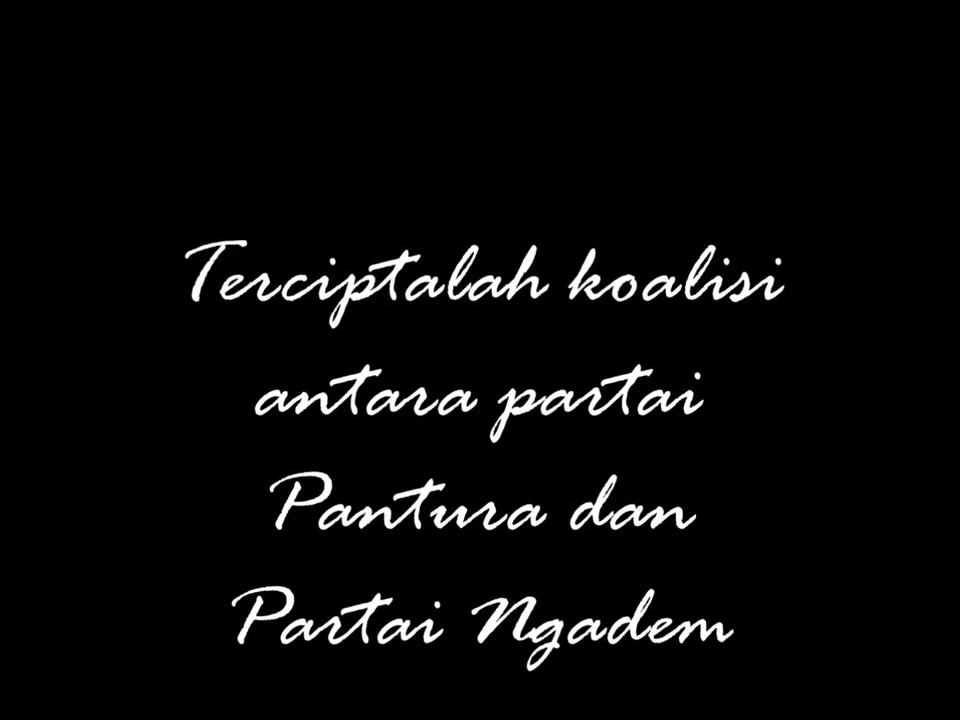 Terciptalah koalisi
antara partai
Pantura dan
Partai Ngadem